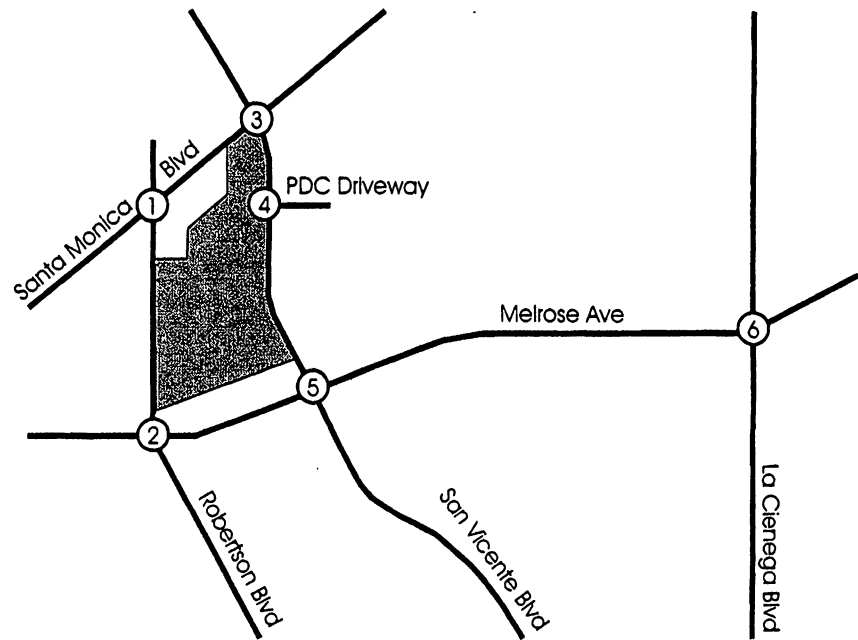 3
Santa Monica Blvd
1
4
PDC Driveway
Melrose Ave
6
5
2
Robertson Blvd
San Vicente Blvd
La Cienega Blvd